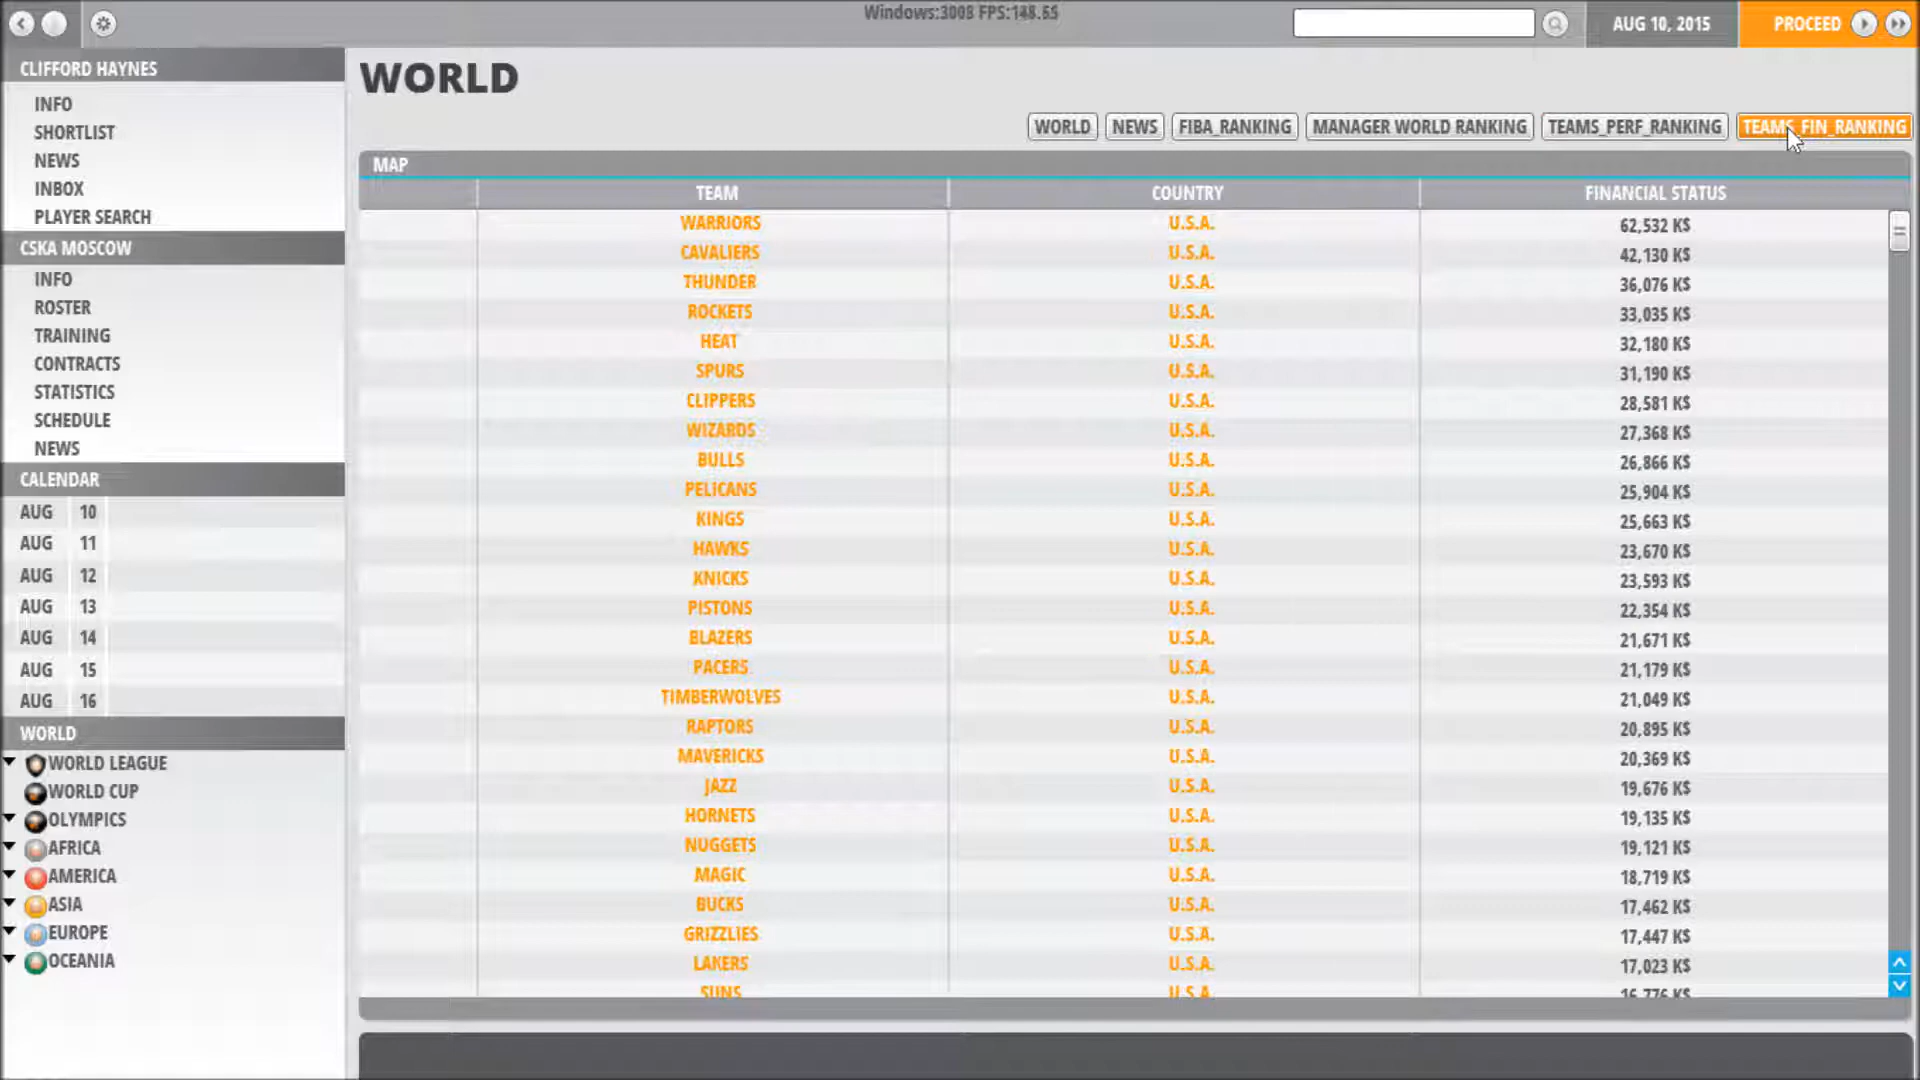 Windows:3008 FPS:148.65
AUG 10, 2015
PROCEED
CLIFFORD HAYNES
INFO
SHORTLIST
NEWS
INBOX
PLAYER SEARCH
CSKA MOSCOW
INFO
ROSTER
TRAINING
CONTRACTS
STATISTICS
SCHEDULE
NEWS
CALENDAR
AUG 10
AUG 11
AUG 12
AUG 13
AUG 14
AUG 15
AUG 16
WORLD
WORLD LEAGUE
WORLD CUP
OLYMPICS
AFRICA
AMERICA
ASIA
EUROPE
OCEANIA
WORLD
WORLD NEWS FIBA_RANKING MANAGER WORLD RANKING TEAMS_PERF_RANKING TEAMS_FIN_RANKING
MAP
TEAM COUNTRY FINANCIAL STATUS
WARRIORS U.S.A. 62,532 K$
CAVALIERS U.S.A. 42,130 K$
THUNDER U.S.A. 36,076 K$
ROCKETS U.S.A. 33,035 K$
HEAT U.S.A. 32,180 K$
SPURS U.S.A. 31,190 K$
CLIPPERS U.S.A. 28,581 K$
WIZARDS U.S.A. 27,368 K$
BULLS U.S.A. 26,866 K$
PELICANS U.S.A. 25,904 K$
KINGS U.S.A. 25,663 K$
HAWKS U.S.A. 23,670 K$
KNICKS U.S.A. 23,593 K$
PISTONS U.S.A. 22,354 K$
BLAZERS U.S.A. 21,671 K$
PACERS U.S.A. 21,179 K$
TIMBERWOLVES U.S.A. 21,049 K$
RAPTORS U.S.A. 20,895 K$
MAVERICKS U.S.A. 20,369 K$
JAZZ U.S.A. 19,676 K$
HORNETS U.S.A. 19,135 K$
NUGGETS U.S.A. 19,121 K$
MAGIC U.S.A. 18,719 K$
BUCKS U.S.A. 17,462 K$
GRIZZLIES U.S.A. 17,447 K$
LAKERS U.S.A. 17,023 K$
SUNS U.S.A. 16,776 K$